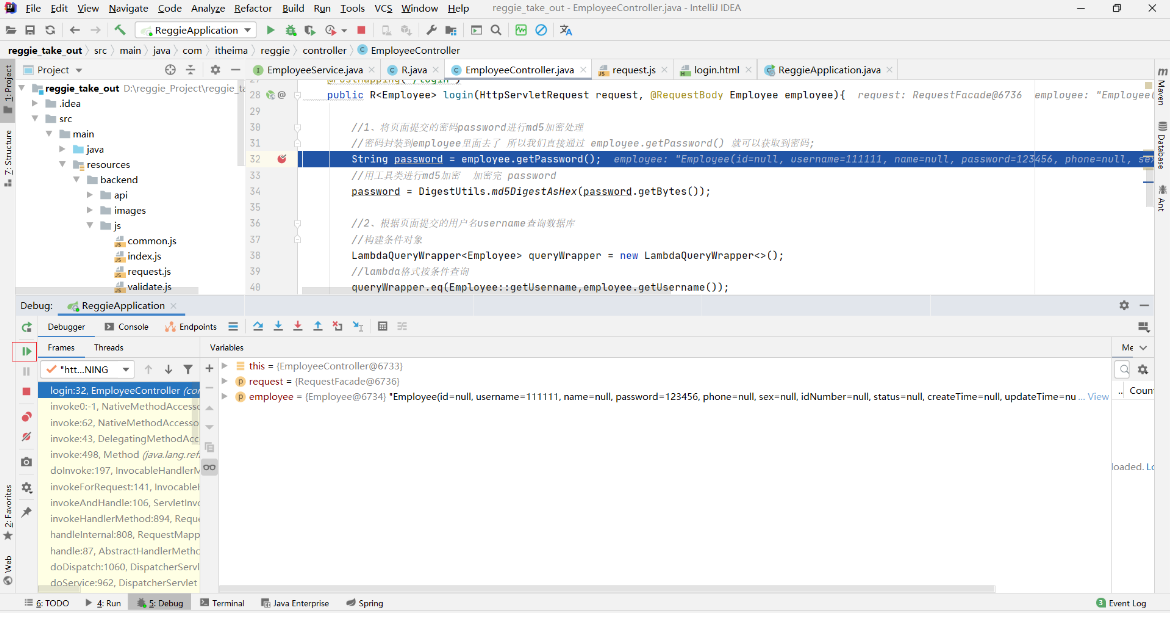 File Edit View Navigate Code Analyze Refactor Build Run Tools VCS Window Help reggie_take_out - EmployeeController.java - IntelliJ IDEA
ReggieApplication
reggie_take_out src main java com itheima reggie controller EmployeeController
Project EmployeeService.java R.java EmployeeController.java request.js login.html ReggieApplication.java
1: Project
Z: Structure
2: Favorites
Web
Maven
Database
Ant
reggie_take_out D:\reggie_Project\reggie_ta
.idea
src
main
java
resources
backend
api
images
js
common.js
index.js
request.js
validate.js
28 public R<Employee> login(HttpServletRequest request, @RequestBody Employee employee){ request: RequestFacade@6736 employee: "Employee(
29
30 //1、将页面提交的密码password进行md5加密处理
31 //密码封装到employee里面去了 所以我们直接通过 employee.getPassword() 就可以获取到密码;
32 String password = employee.getPassword(); employee: "Employee(id=null, username=111111, name=null, password=123456, phone=null, se
33 //用工具类进行md5加密 加密完 password
34 password = DigestUtils.md5DigestAsHex(password.getBytes());
35
36 //2、根据页面提交的用户名username查询数据库
37 //构建条件对象
38 LambdaQueryWrapper<Employee> queryWrapper = new LambdaQueryWrapper<>();
39 //lambda格式按条件查询
40 queryWrapper.eq(Employee::getUsername,employee.getUsername());
Debug: ReggieApplication
Debugger Console Endpoints
Frames Threads Variables Me
"htt...NING
login:32, EmployeeController (co
invoke0:-1, NativeMethodAccesso
invoke:62, NativeMethodAccesso
invoke:43, DelegatingMethodAcc
invoke:498, Method (java.lang.refl
doInvoke:197, InvocableHandlerM
invokeForRequest:141, Invocable
invokeAndHandle:106, ServletInvo
invokeHandlerMethod:894, Reque
handleInternal:808, RequestMapp
handle:87, AbstractHandlerMetho
doDispatch:1060, DispatcherServl
doService:962, DispatcherServlet
this = {EmployeeController@6733}
request = {RequestFacade@6736}
employee = {Employee@6734} "Employee(id=null, username=111111, name=null, password=123456, phone=null, sex=null, idNumber=null, status=null, createTime=null, updateTime=nu ... View
.. Coun
loaded. Lo
6: TODO 4: Run 5: Debug Terminal Java Enterprise Spring 3 Event Log